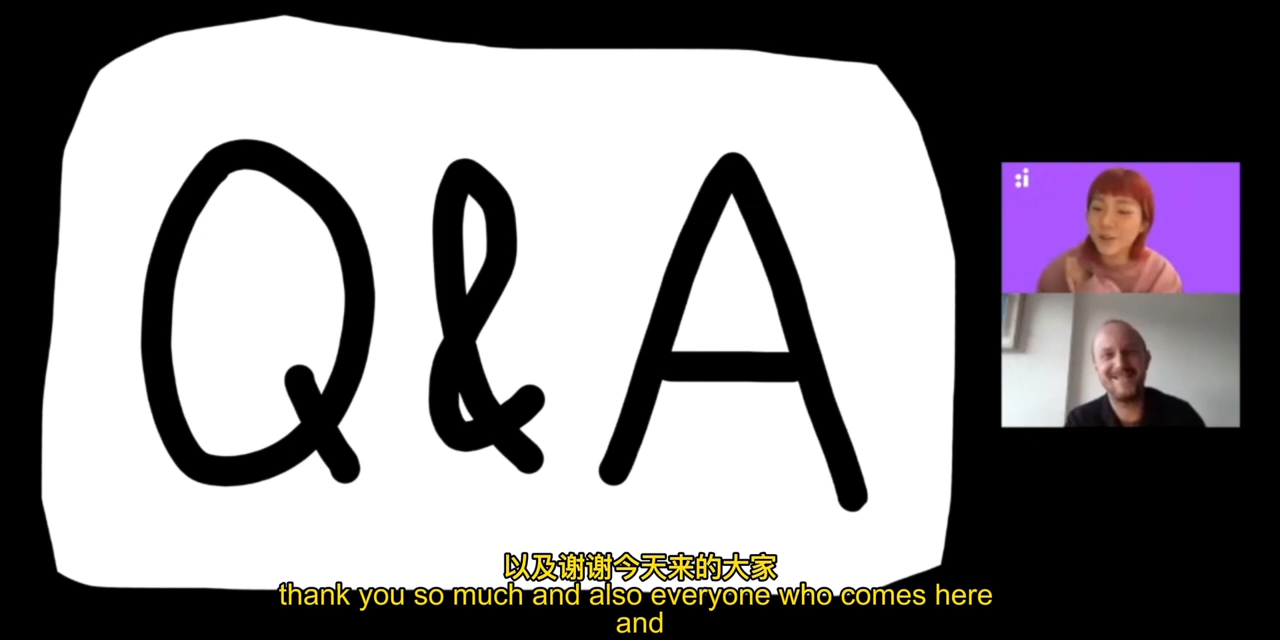 Q&A
:i
以及谢谢今天来的大家
thank you so much and also everyone who comes here
and